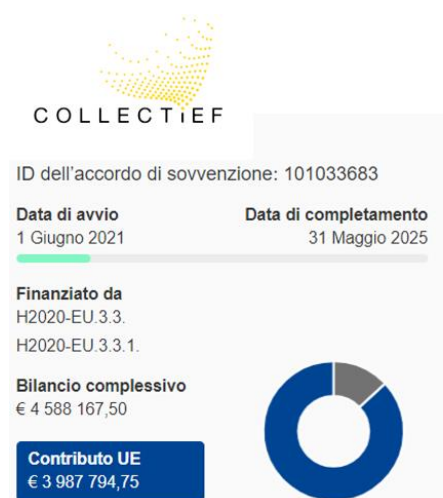 COLLECTiEF
ID dell'accordo di sovvenzione: 101033683
Data di avvio
Data di completamento
1 Giugno 2021
31 Maggio 2025
Finanziato da
H2020-EU.3.3.
H2020-EU.3.3.1.
Bilancio complessivo
€ 4 588 167,50
Contributo UE
€ 3 987 794,75